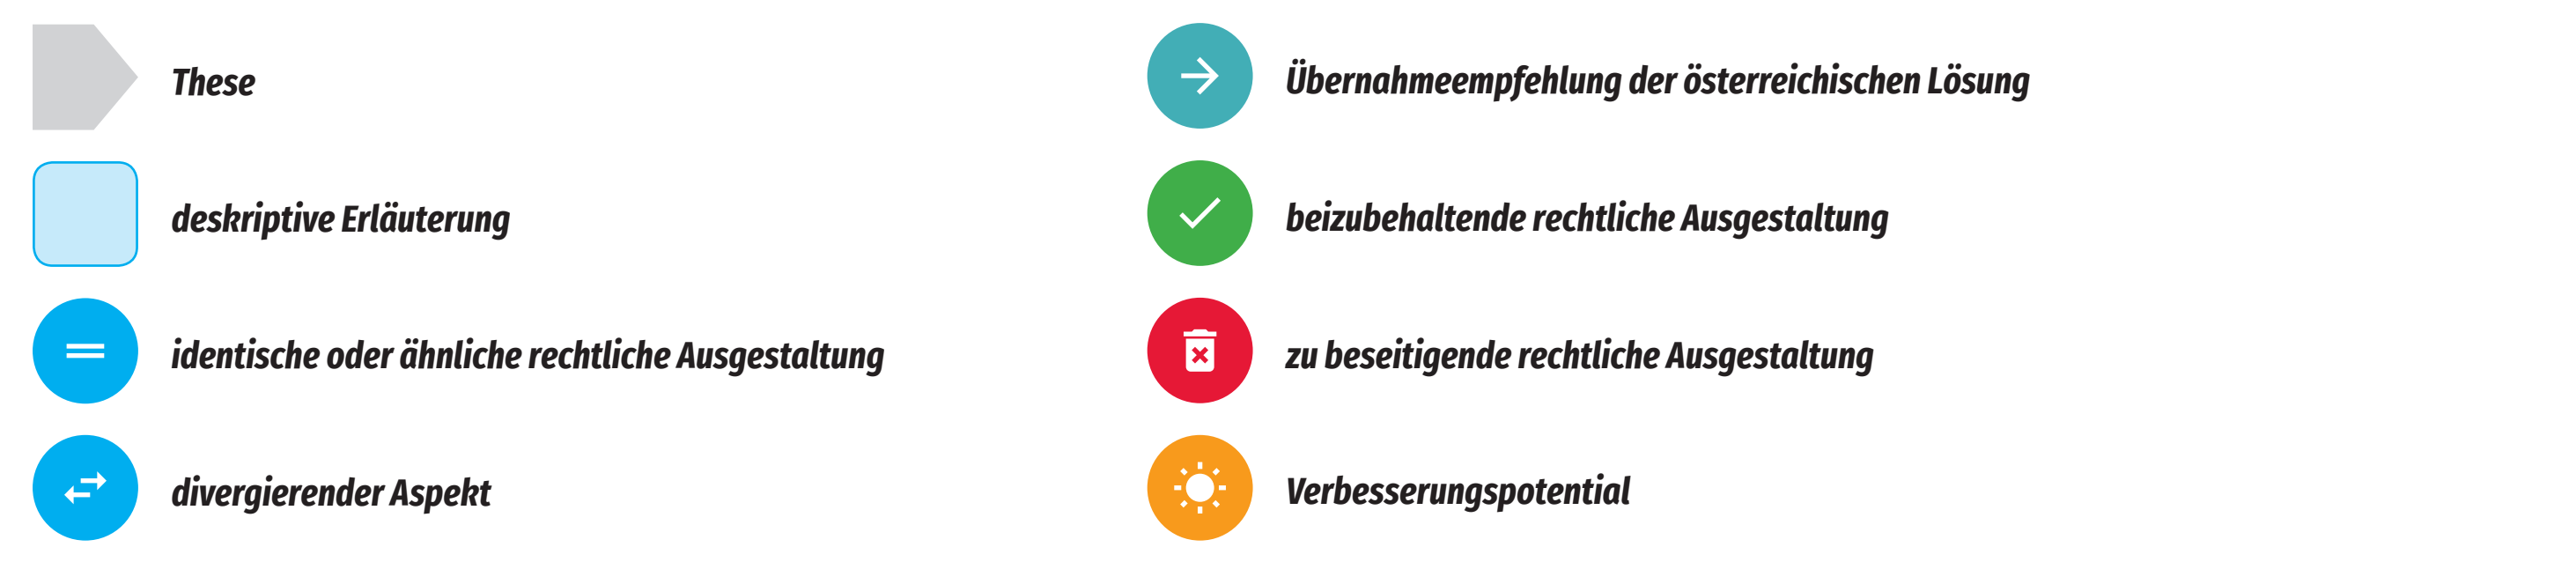 These
deskriptive Erläuterung
identische oder ähnliche rechtliche Ausgestaltung
divergierender Aspekt
Übernahmeempfehlung der österreichischen Lösung
beizubehaltende rechtliche Ausgestaltung
zu beseitigende rechtliche Ausgestaltung
Verbesserungspotential